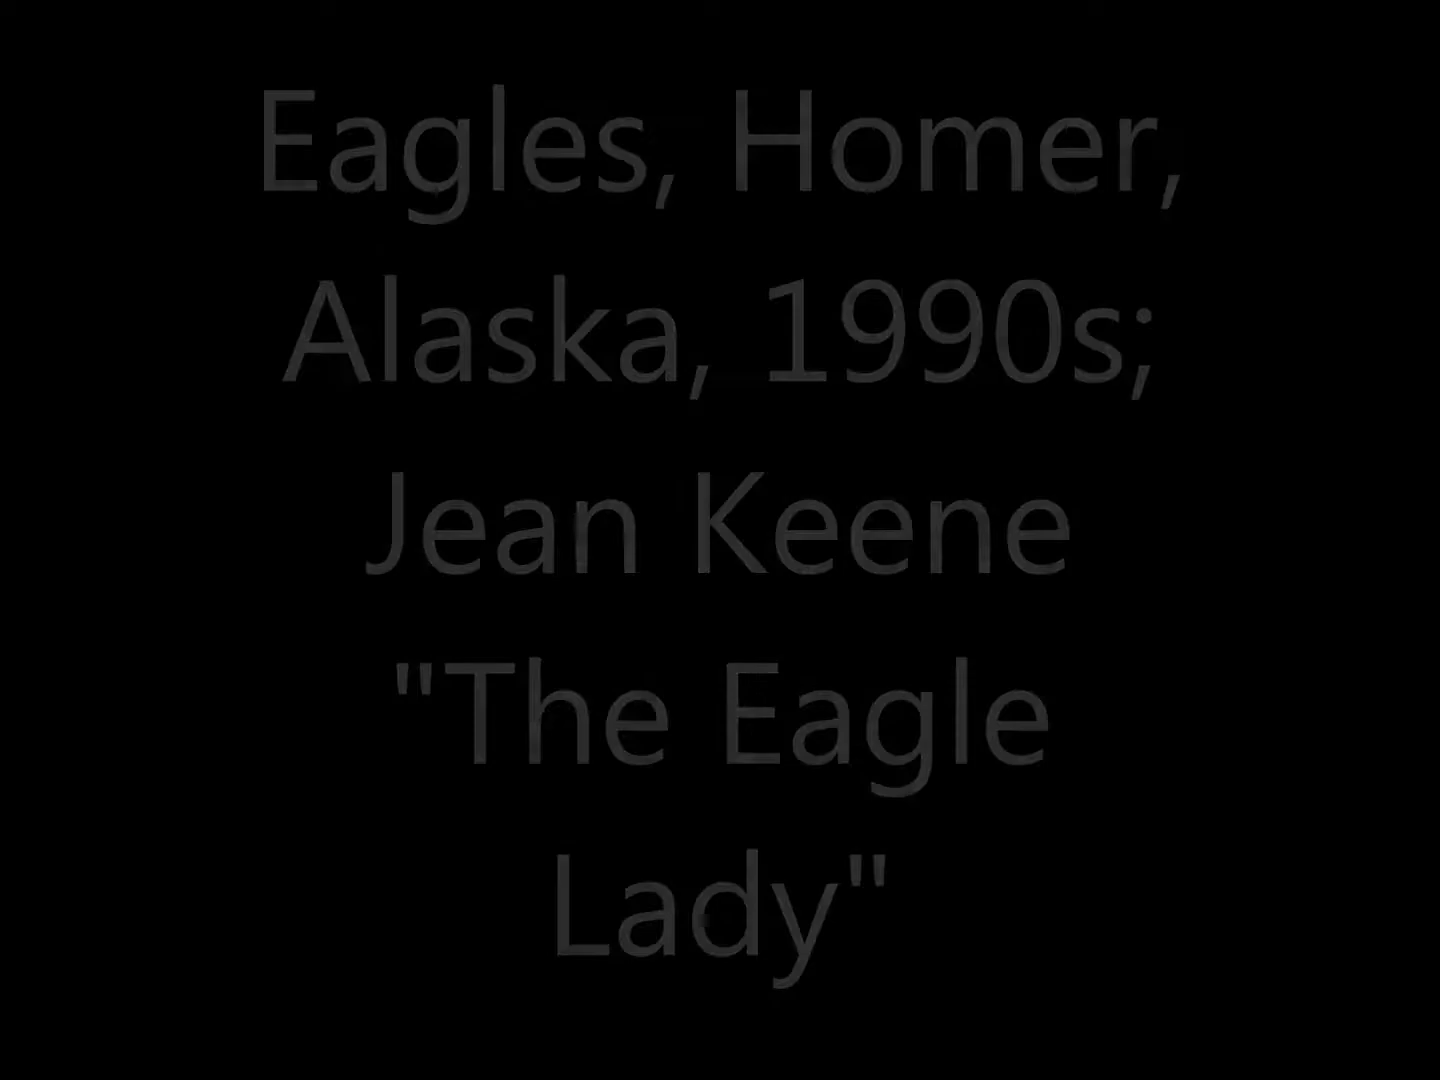 Eagles, Homer,
Alaska, 1990s;
Jean Keene
"The Eagle
Lady"